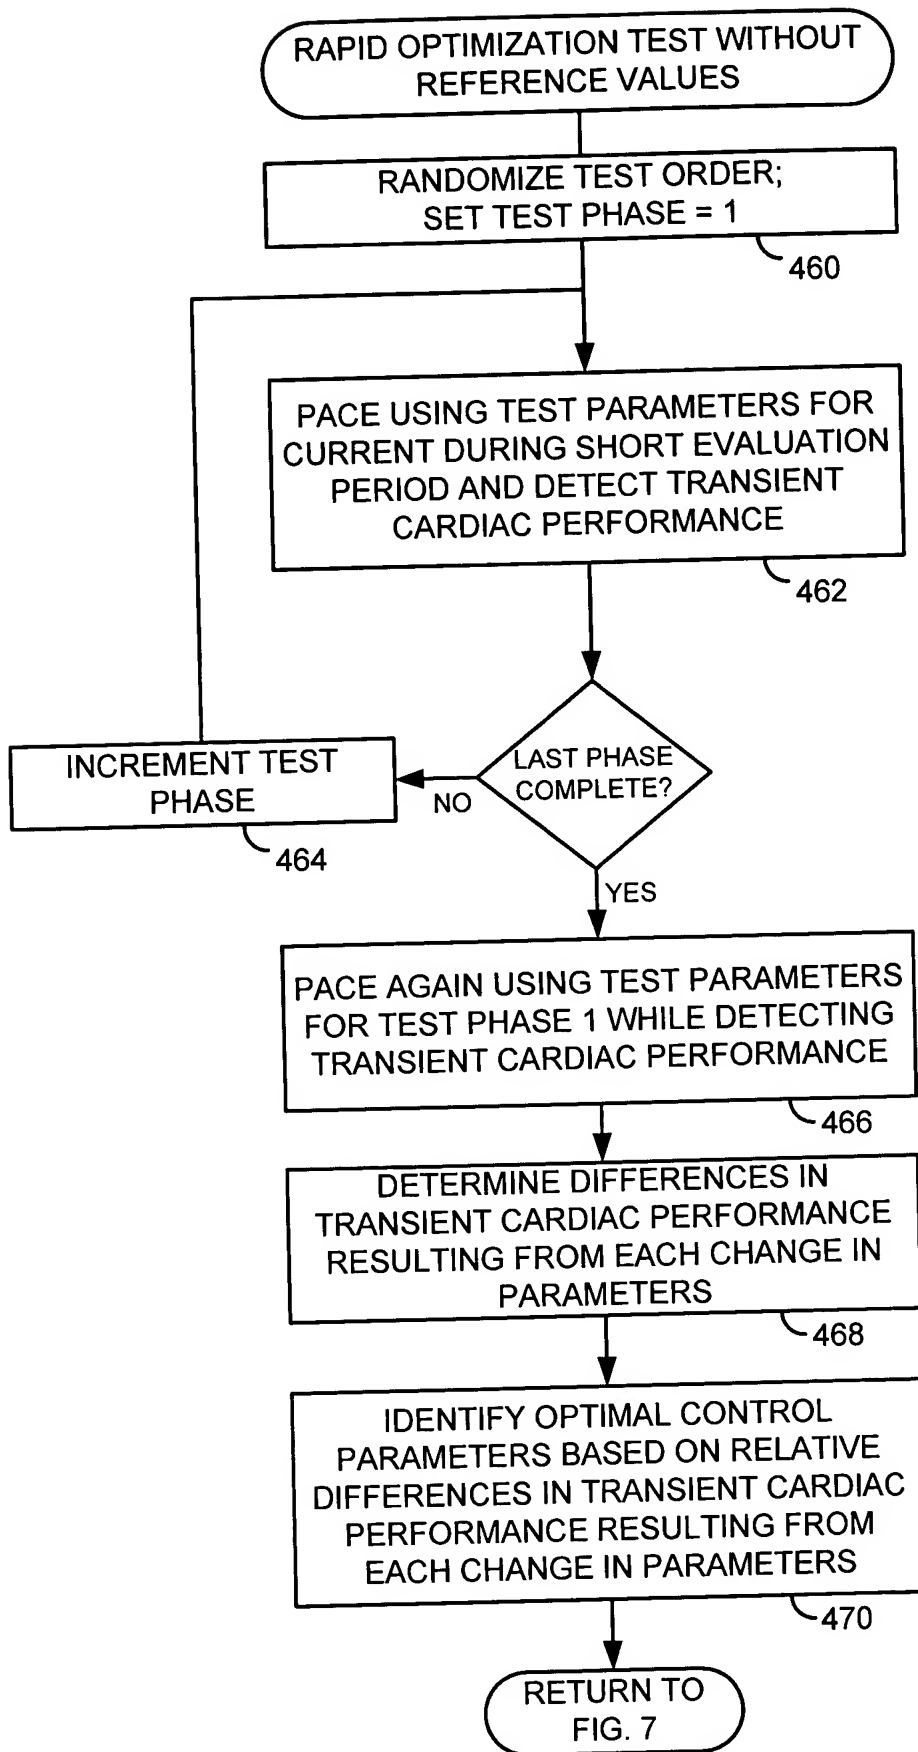 RAPID OPTIMIZATION TEST WITHOUT
REFERENCE VALUES
RANDOMIZE TEST ORDER;
SET TEST PHASE = 1
460
PACE USING TEST PARAMETERS FOR
CURRENT DURING SHORT EVALUATION
PERIOD AND DETECT TRANSIENT
CARDIAC PERFORMANCE
462
LAST PHASE
COMPLETE?
NO
INCREMENT TEST
PHASE
464
YES
PACE AGAIN USING TEST PARAMETERS
FOR TEST PHASE 1 WHILE DETECTING
TRANSIENT CARDIAC PERFORMANCE
466
DETERMINE DIFFERENCES IN
TRANSIENT CARDIAC PERFORMANCE
RESULTING FROM EACH CHANGE IN
PARAMETERS
468
IDENTIFY OPTIMAL CONTROL
PARAMETERS BASED ON RELATIVE
DIFFERENCES IN TRANSIENT CARDIAC
PERFORMANCE RESULTING FROM
EACH CHANGE IN PARAMETERS
470
RETURN TO
FIG. 7